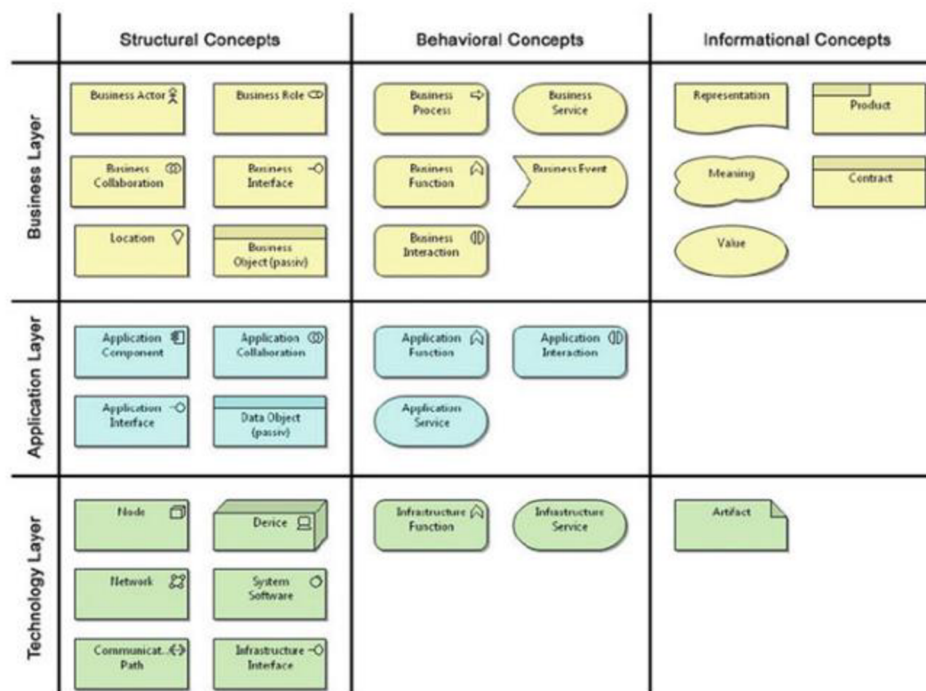 Structural Concepts
Behavioral Concepts
Informational Concepts
Business Layer
Business Actor
Business Role
Business
Process
Business
Service
Representation
Product
Business
Collaboration
Business
Interface
Business
Function
Business Event
Meaning
Contract
Location
Business
Object (passiv)
Business
Interaction
Value
Application Layer
Application
Component
Application
Collaboration
Application
Function
Application
Interaction
Application
Interface
Data Object
(passiv)
Application
Service
Technology Layer
Node
Device
Infrastructure
Function
Infrastructure
Service
Artifact
Network
System
Software
Communicat...
Path
Infrastructure
Interface